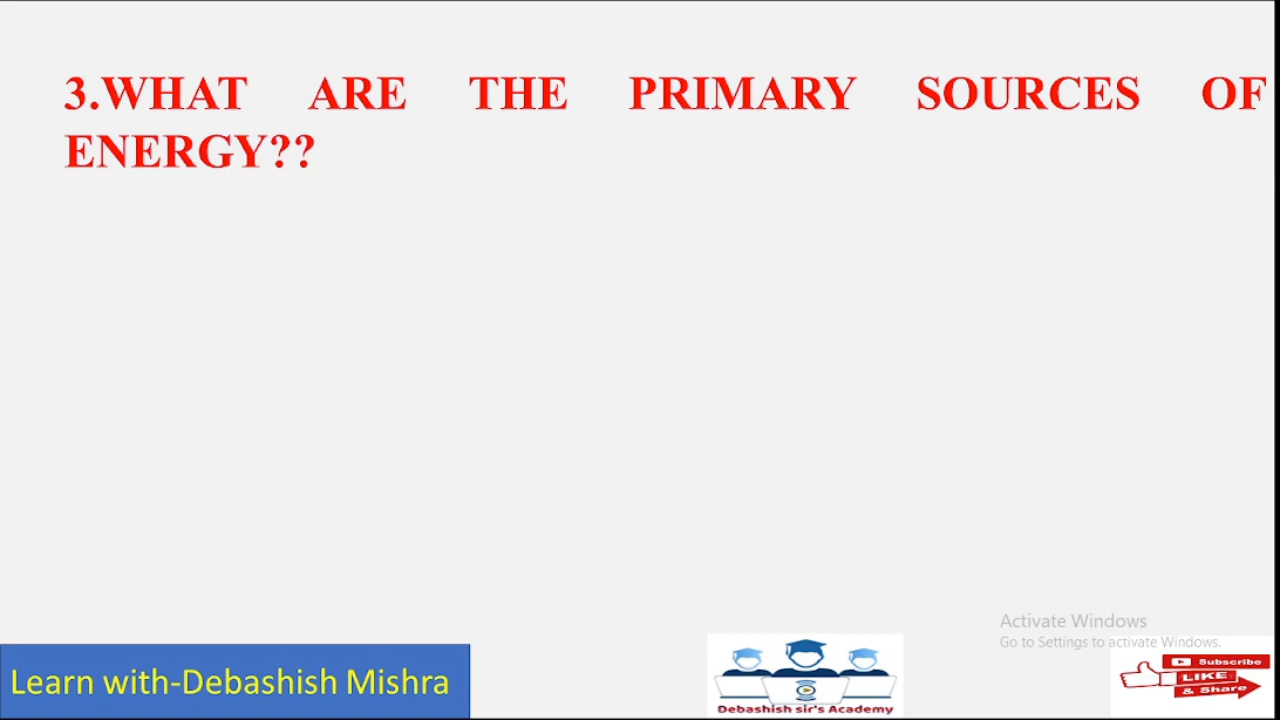 3.WHAT ARE THE PRIMARY SOURCES OF
ENERGY??
Activate Windows
Go to Settings to activate Windows.
Learn with-Debashish Mishra
Debashish sir's Academy
Subscribe
LIKE
& Share